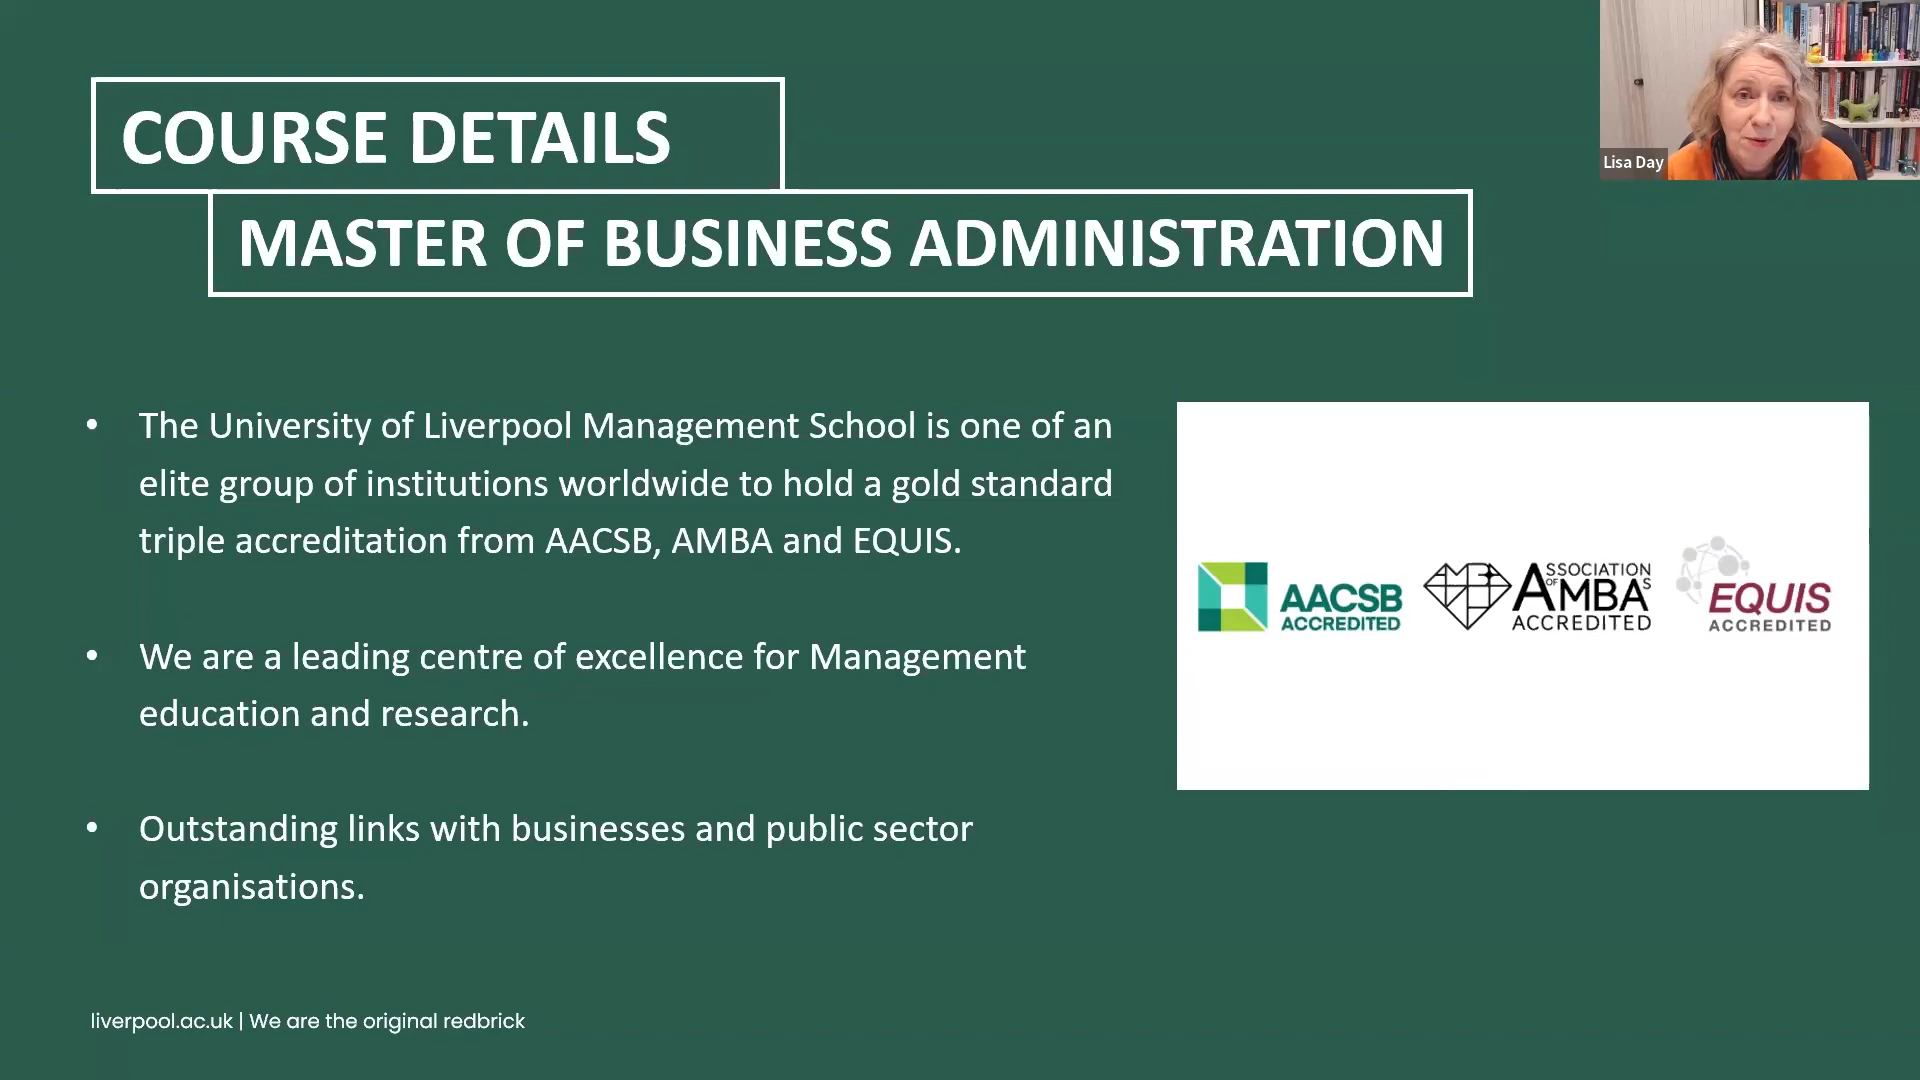 COURSE DETAILS
MASTER OF BUSINESS ADMINISTRATION
Lisa Day
• The University of Liverpool Management School is one of an
elite group of institutions worldwide to hold a gold standard
triple accreditation from AACSB, AMBA and EQUIS.
• We are a leading centre of excellence for Management
education and research.
• Outstanding links with businesses and public sector
organisations.
AACSB
ACCREDITED
ASSOCIATION
OF MBAS
ACCREDITED
EQUIS
ACCREDITED
liverpool.ac.uk | We are the original redbrick